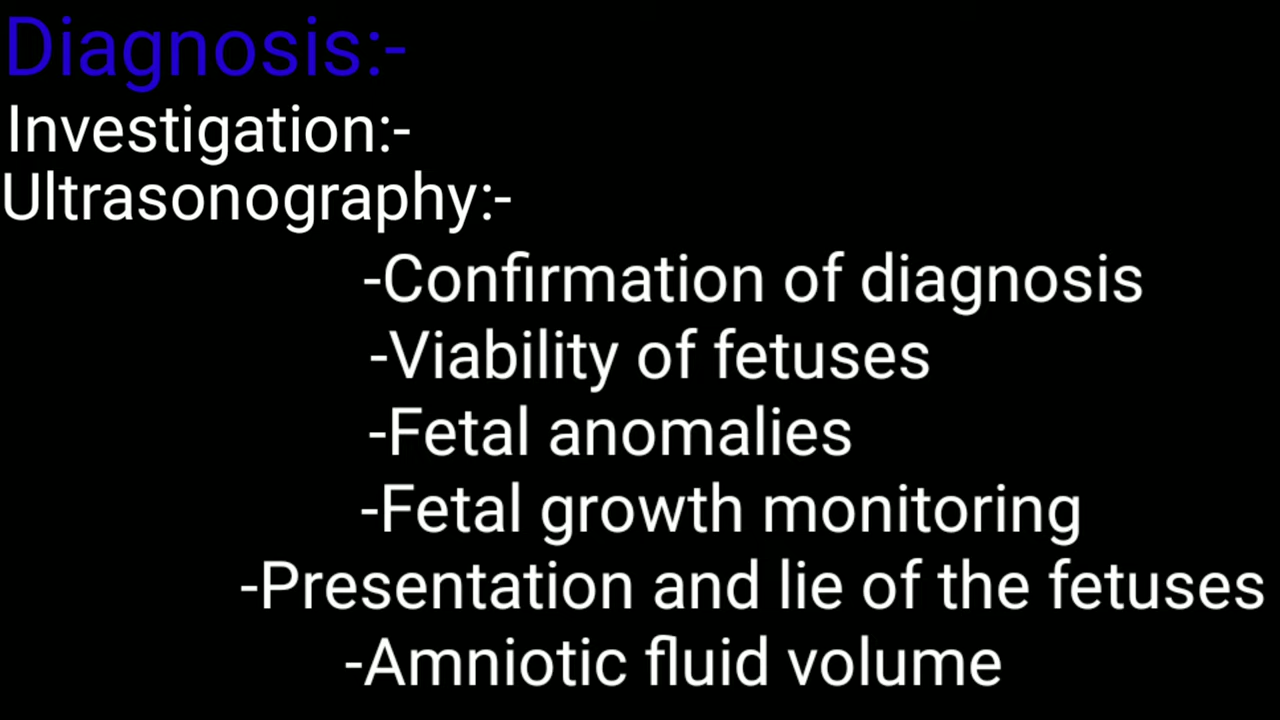 Diagnosis:-
Investigation:-
Ultrasonography:-
-Confirmation of diagnosis
-Viability of fetuses
-Fetal anomalies
-Fetal growth monitoring
-Presentation and lie of the fetuses
-Amniotic fluid volume